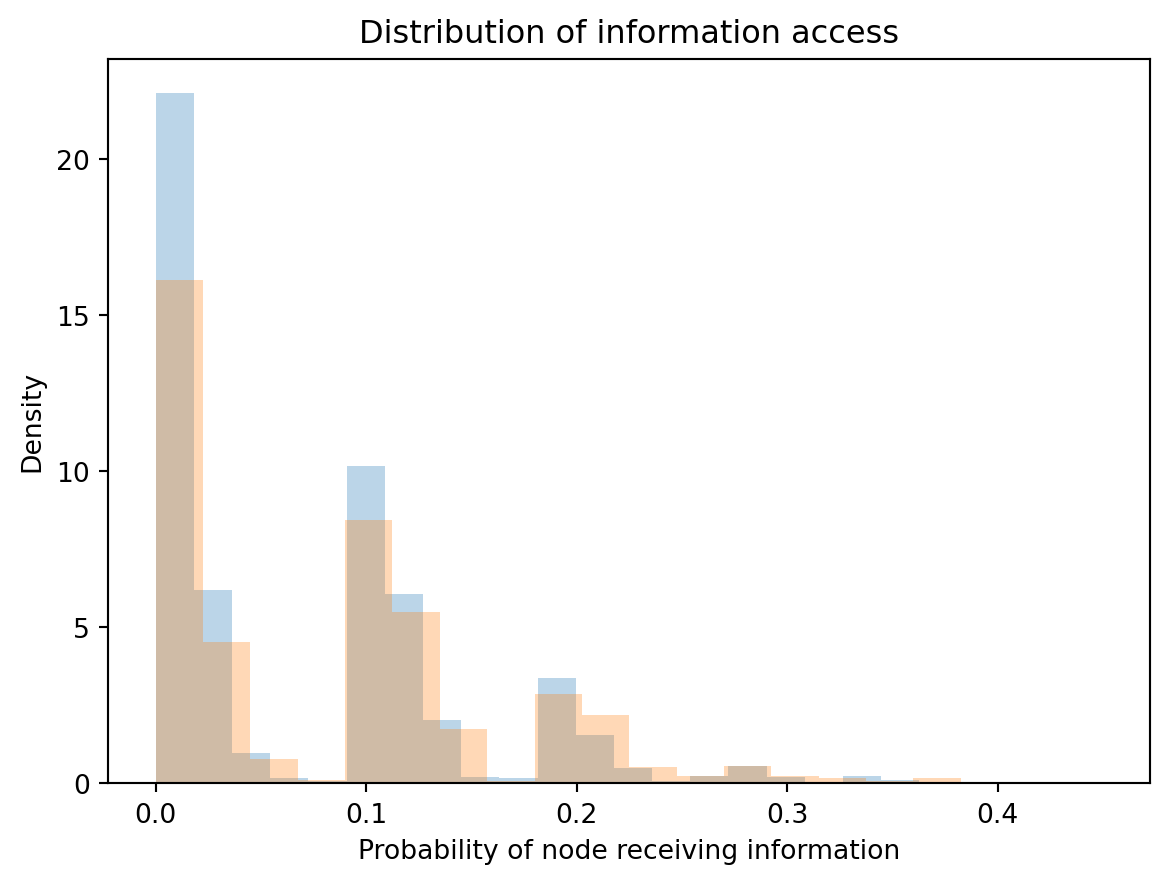 Distribution of information access
20
15
10
5
0
Density
0.0 0.1 0.2 0.3 0.4
Probability of node receiving information